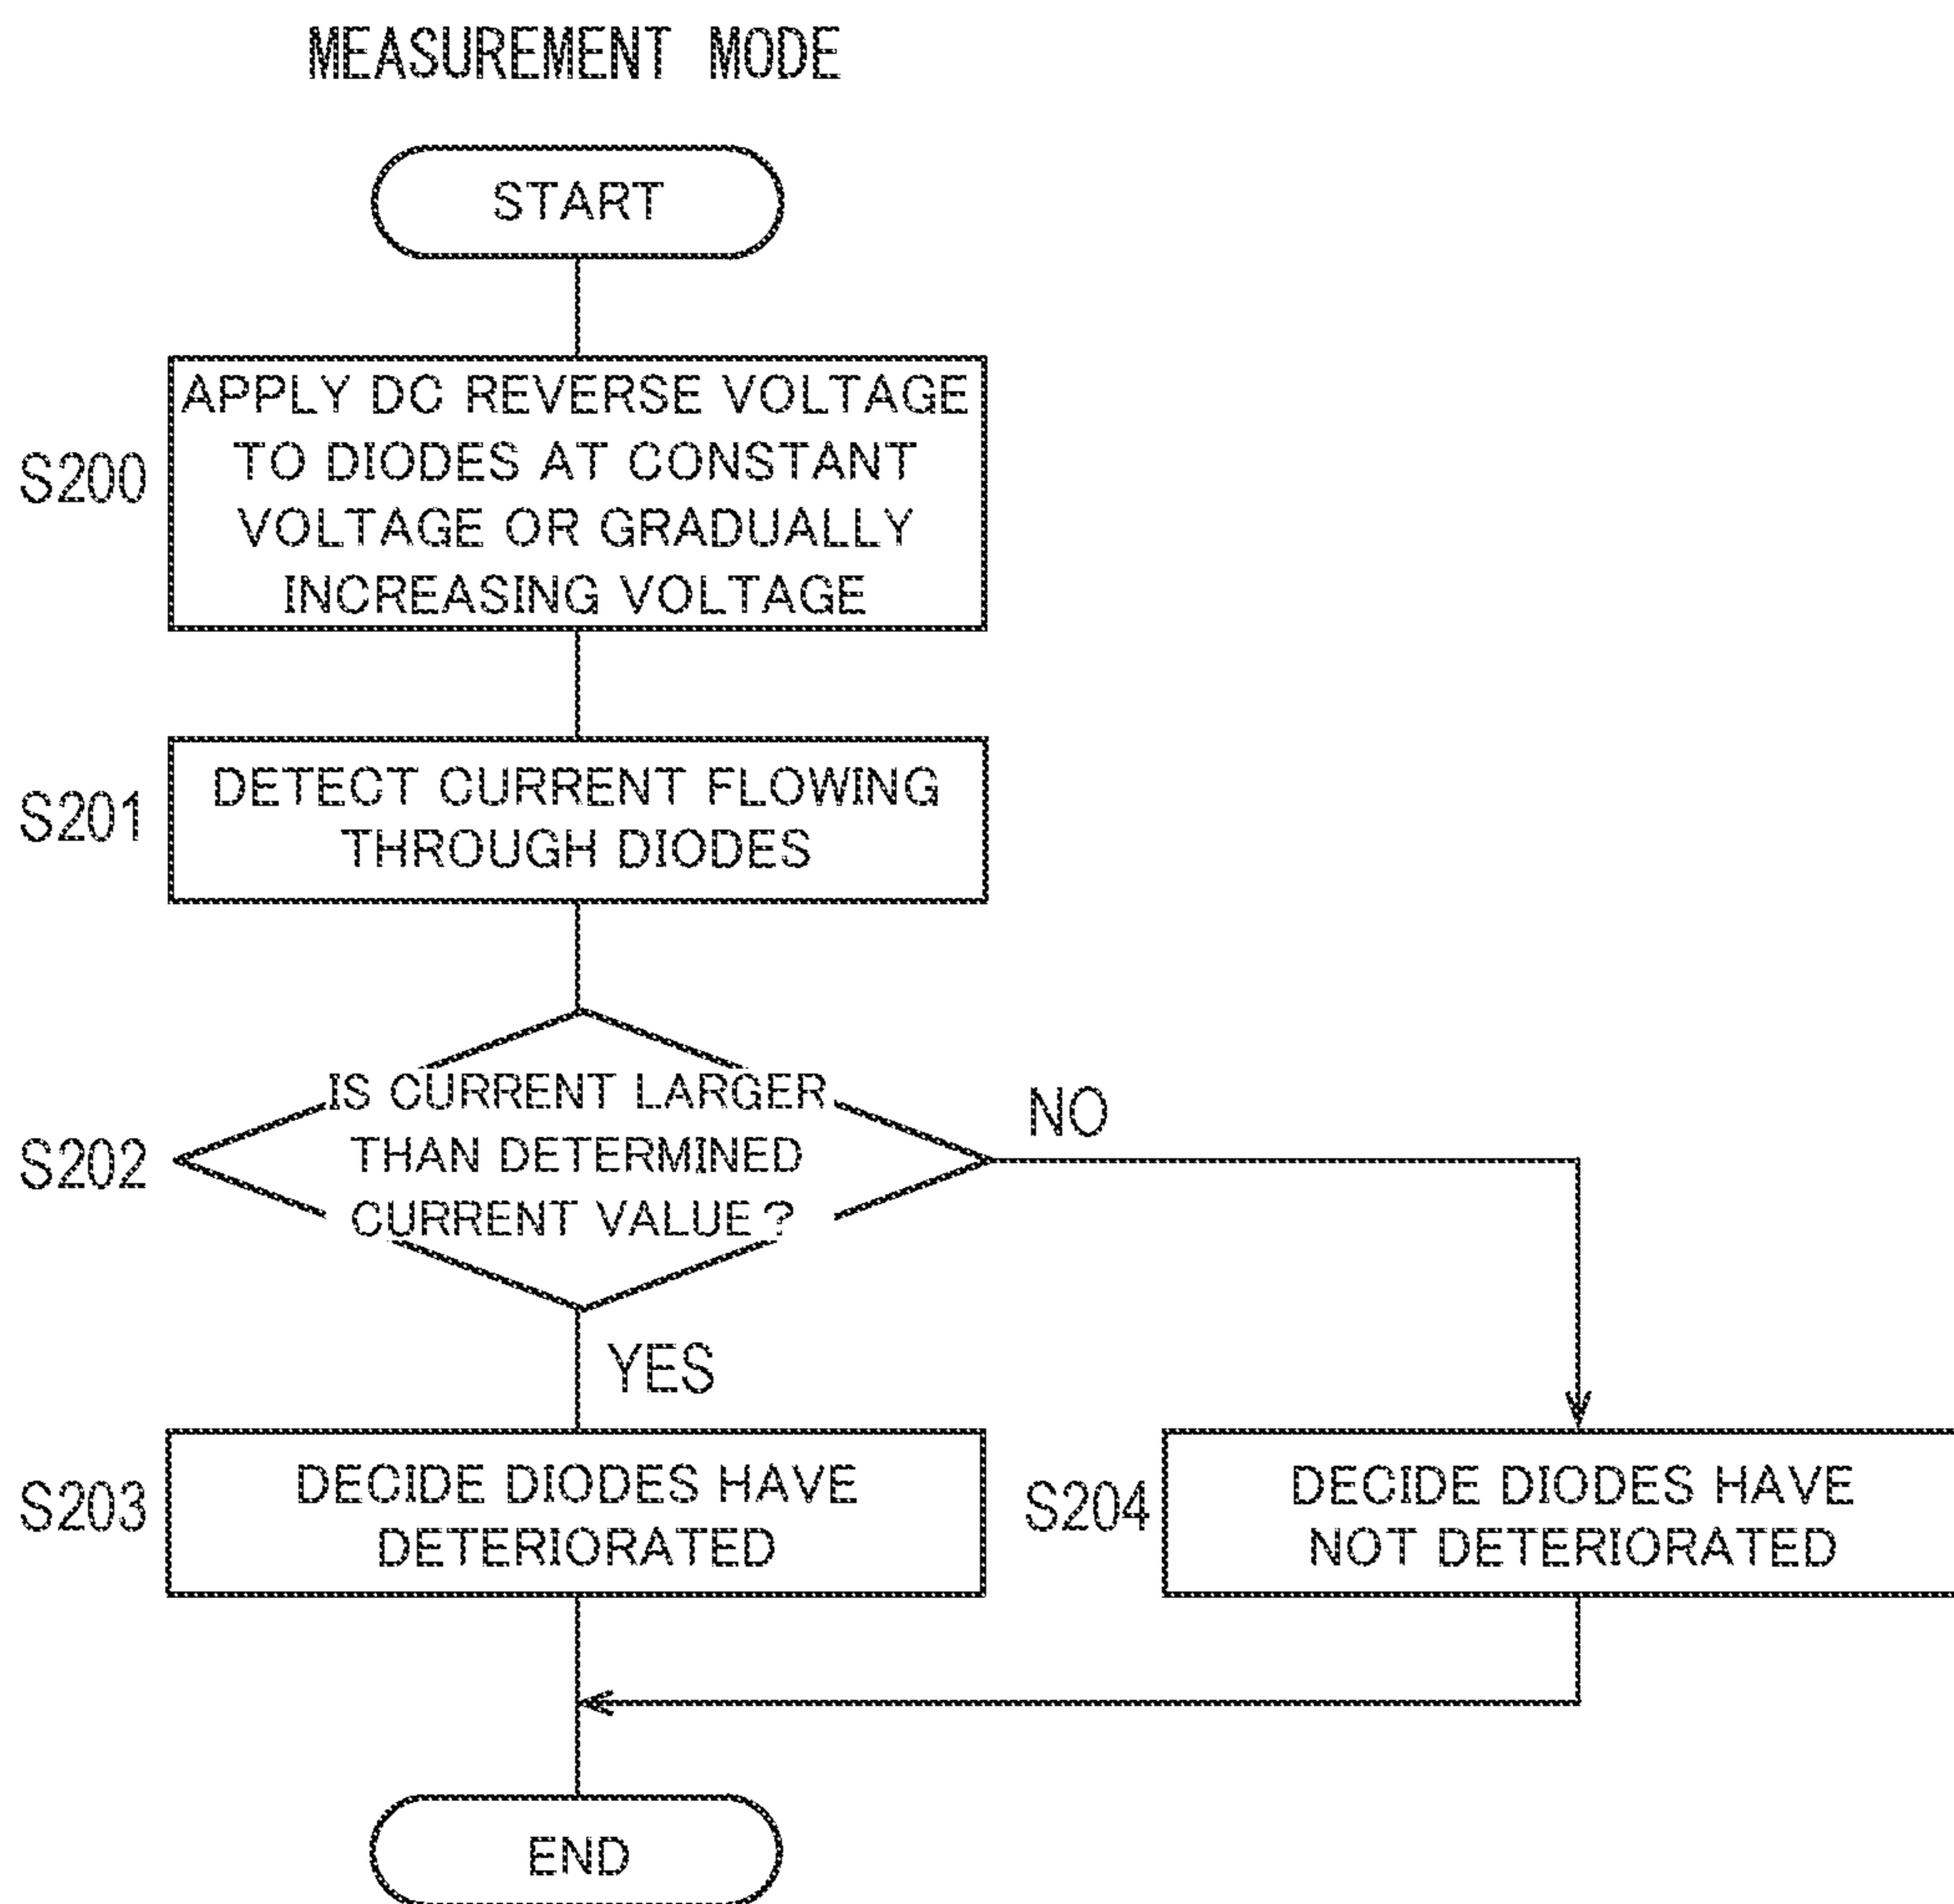 MEASUREMENT MODE
START
S200
APPLY DC REVERSE VOLTAGE
TO DIODES AT CONSTANT
VOLTAGE OR GRADUALLY
INCREASING VOLTAGE
S201
DETECT CURRENT FLOWING
THROUGH DIODES
S202
IS CURRENT LARGER
THAN DETERMINED
CURRENT VALUE?
NO
YES
S203
DECIDE DIODES HAVE
DETERIORATED
S204
DECIDE DIODES HAVE
NOT DETERIORATED
END